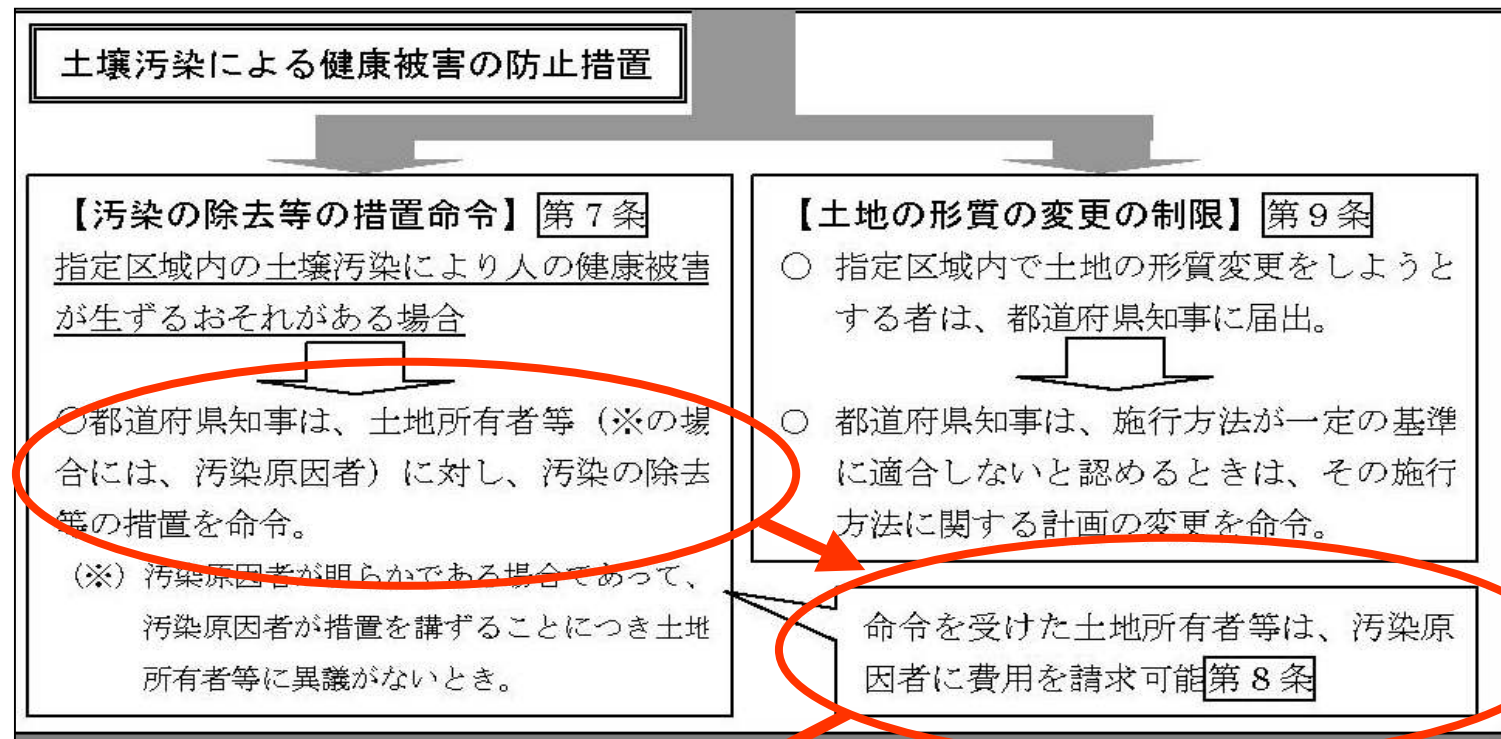 土壌汚染による健康被害の防止措置
【汚染の除去等の措置命令】第７条
指定区域内の土壌汚染により人の健康被害
が生ずるおそれがある場合
○都道府県知事は、土地所有者等（※の場
合には、汚染原因者）に対し、汚染の除去
等の措置を命令。
（※）汚染原因者が明らかである場合であって、
汚染原因者が措置を講ずることにつき土地
所有者等に異議がないとき。
【土地の形質の変更の制限】第９条
○ 指定区域内で土地の形質変更をしようと
する者は、都道府県知事に届出。
○ 都道府県知事は、施行方法が一定の基準
に適合しないと認めるときは、その施行
方法に関する計画の変更を命令。
命令を受けた土地所有者等は、汚染原
因者に費用を請求可能第８条